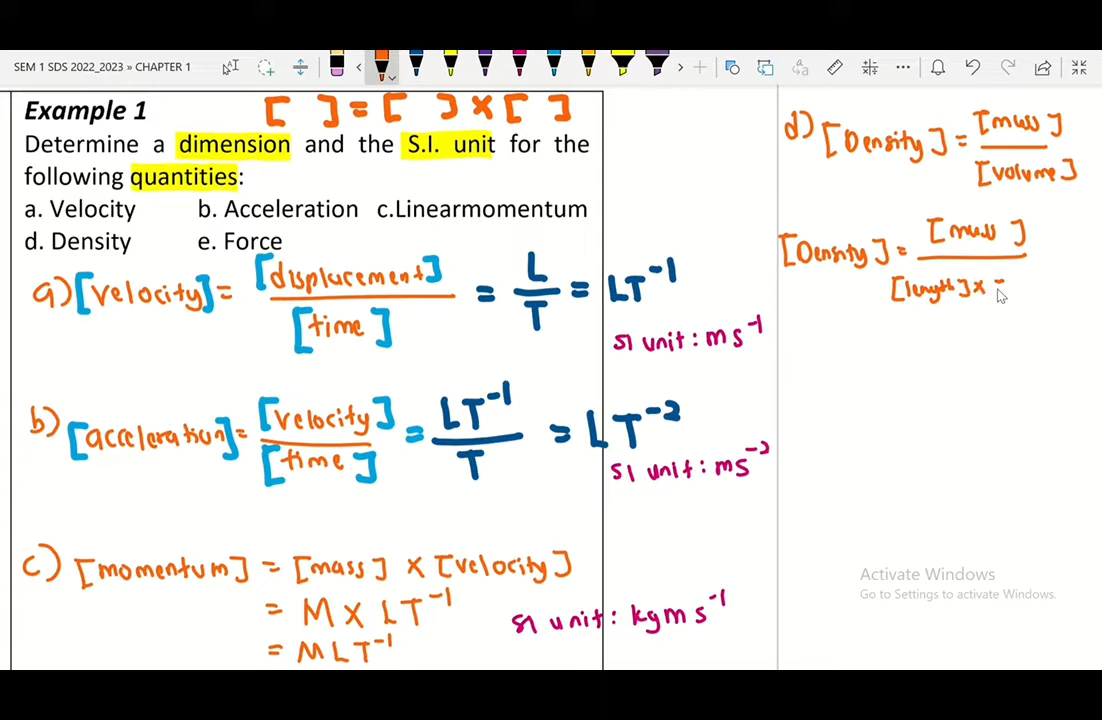 SEM 1 SDS 2022_2023 » CHAPTER 1
Example 1 [ ] = [ ] × [ ]
Determine a dimension and the S.I. unit for the
following quantities:
a. Velocity b. Acceleration c.Linearmomentum
d. Density e. Force
a) [velocity] = [displacement] / [time] = L / T = LT⁻¹
SI unit : m s⁻¹
b) [acceleration] = [velocity] / [time] = LT⁻¹ / T = LT⁻²
SI unit : ms⁻²
c) [momentum] = [mass] × [velocity]
= M × LT⁻¹
SI unit : kgm s⁻¹
= MLT⁻¹
d) [Density] = [mass] / [volume]
[Density] = [mass] / [length] ×
Activate Windows
Go to Settings to activate Windows.